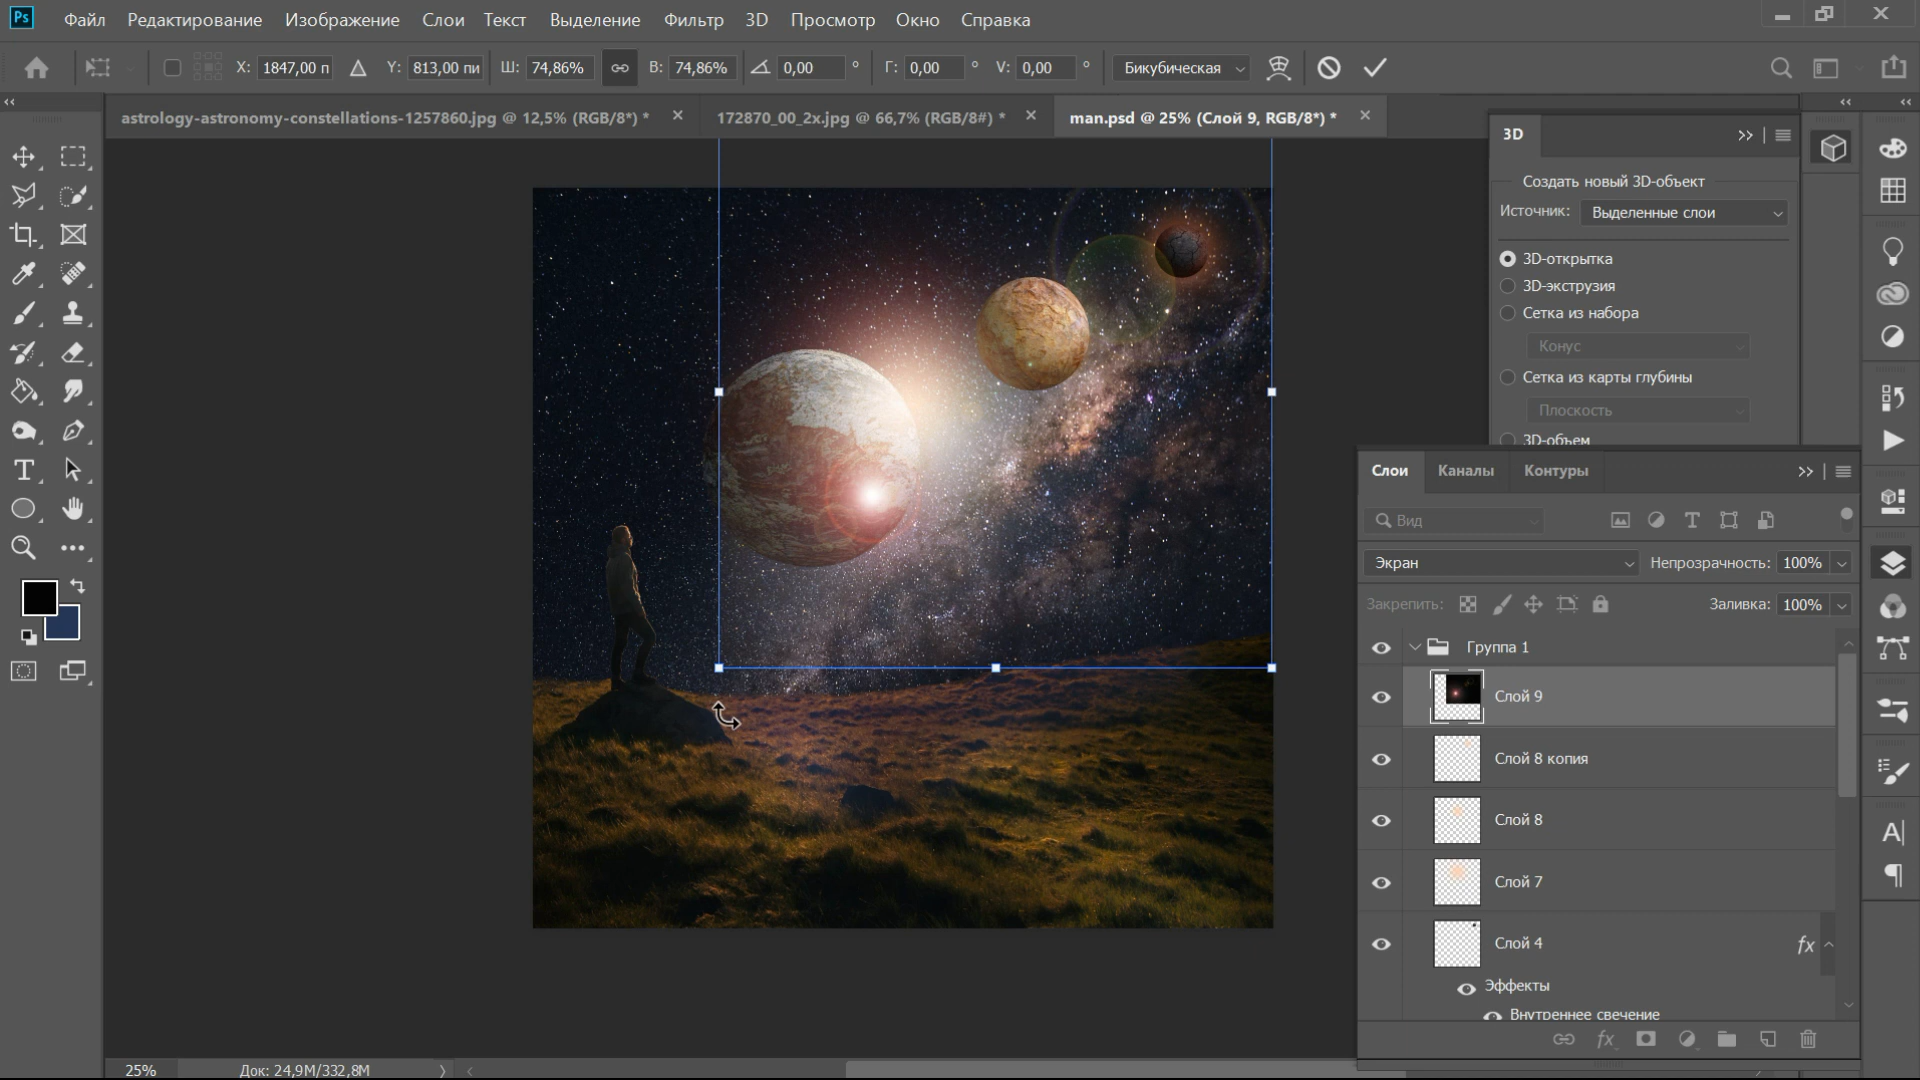 Ps Файл Редактирование Изображение Слои Текст Выделение Фильтр 3D Просмотр Окно Справка
X: 1847,00 п Y: 813,00 пи Ш: 74,86% В: 74,86% 0,00 ° Г: 0,00 ° V: 0,00 ° Бикубическая
astrology-astronomy-constellations-1257860.jpg @ 12,5% (RGB/8*) * 172870_00_2x.jpg @ 66,7% (RGB/8#) * man.psd @ 25% (Слой 9, RGB/8*) *
3D
Создать новый 3D-объект
Источник: Выделенные слои
3D-открытка
3D-экструзия
Сетка из набора
Конус
Сетка из карты глубины
Плоскость
3D-объем
Слои Каналы Контуры
Вид
Экран Непрозрачность: 100%
Закрепить: Заливка: 100%
Группа 1
Слой 9
Слой 8 копия
Слой 8
Слой 7
Слой 4 fx
Эффекты
Внутреннее свечение
fx
25% Док: 24,9M/332,8M